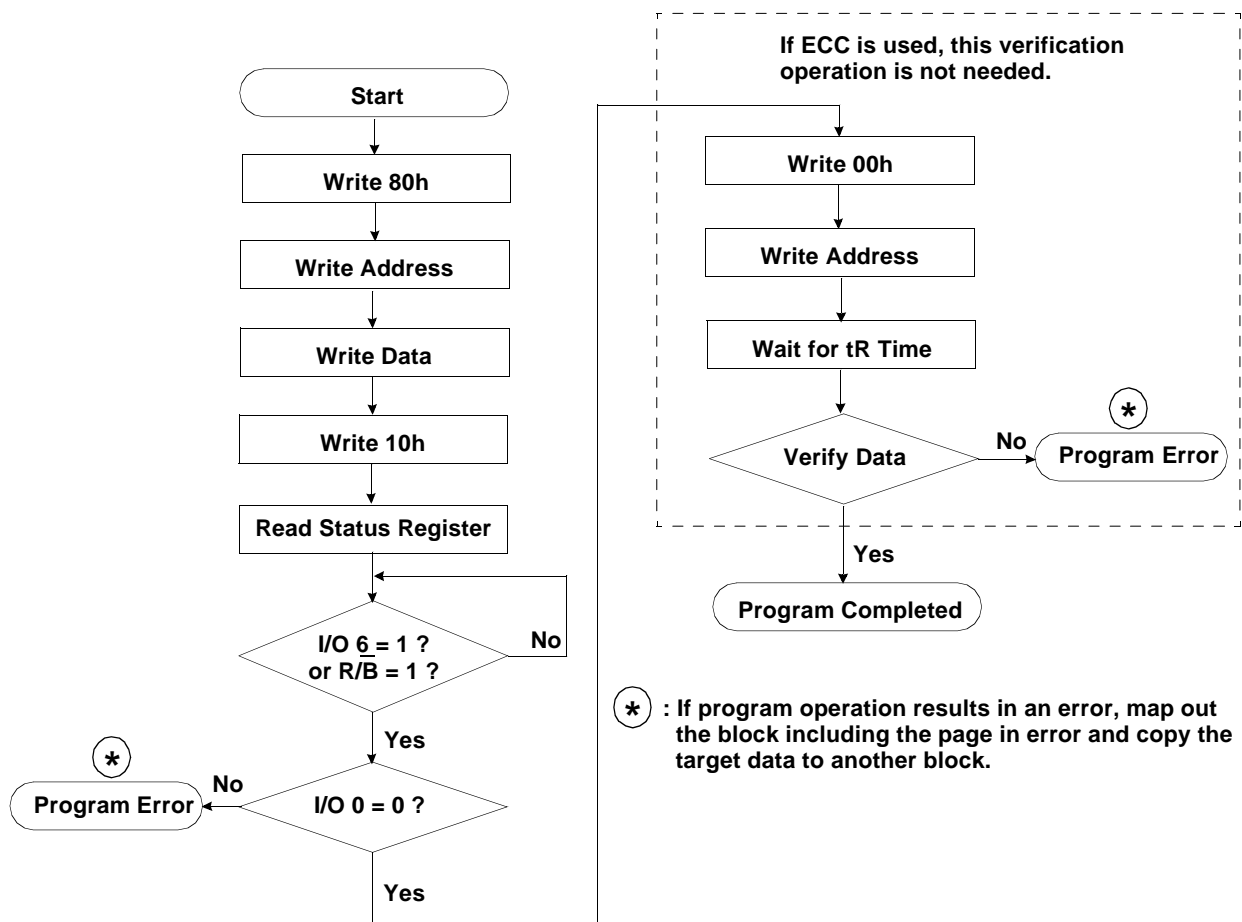 Start
Write 80h
Write Address
Write Data
Write 10h
Read Status Register
I/O 6 = 1 ?
or R/B̅ = 1 ?
No
Yes
*
No
Program Error
I/O 0 = 0 ?
Yes
If ECC is used, this verification
operation is not needed.
Write 00h
Write Address
Wait for tR Time
*
Verify Data
No
Program Error
Yes
Program Completed
* : If program operation results in an error, map out
the block including the page in error and copy the
target data to another block.